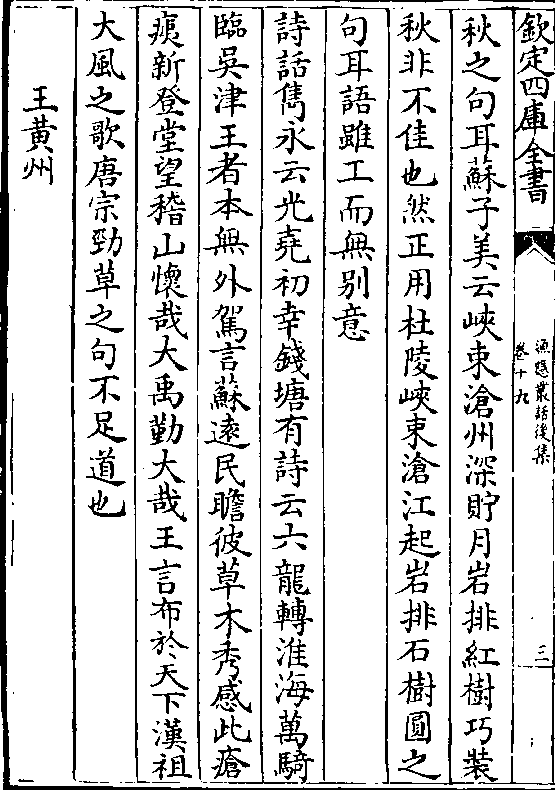 欽定四庫全書
漁隱叢話後集
卷十九
三
秋之句耳蘇子美云峽束滄州深貯月岩排紅樹巧装
秋非不佳也然正用杜陵峽束滄江起岩排石樹圓之
句耳語雖工而無别意
詩話雋永云光堯初幸錢塘有詩云六龍轉淮海萬騎
臨吳津王者本無外駕言蘇遠民瞻彼草木秀感此瘡
痍新登堂望稽山懐哉大禹勤大哉王言布於天下漢祖
大風之歌唐宗勁草之句不足道也
王黄州